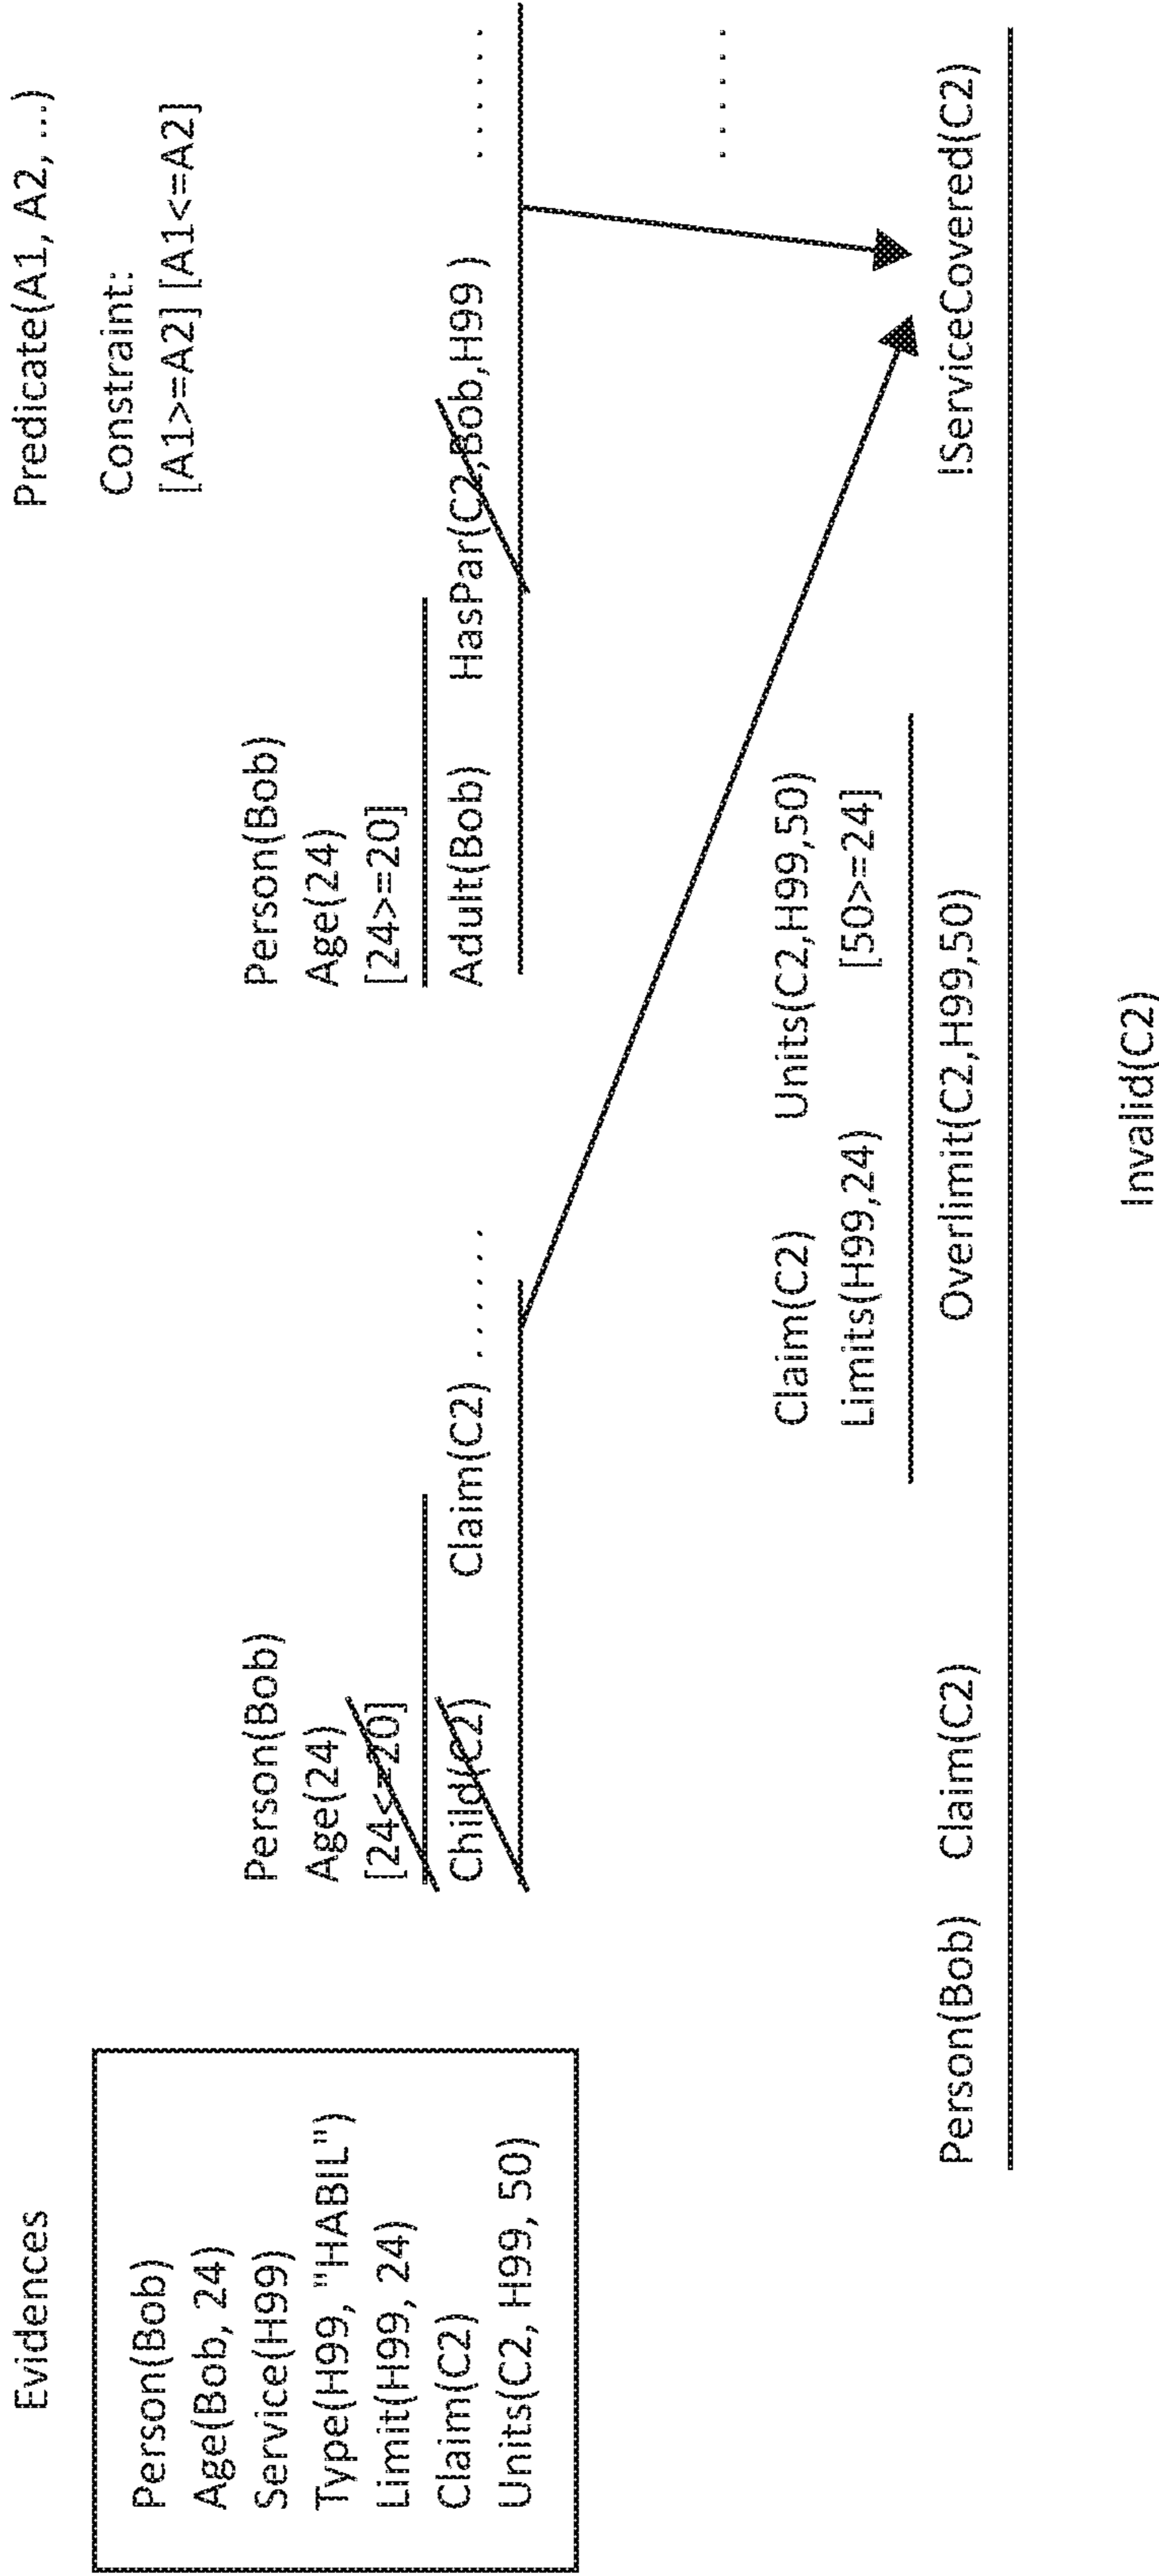 Evidences
Person(Bob)
Age(Bob, 24)
Service(H99)
Type(H99, "HABIL")
Limit(H99, 24)
Claim(C2)
Units(C2, H99, 50)
Predicate(A1, A2, ...)
Constraint:
[A1>=A2] [A1<=A2]
Person(Bob)
Age(24)
[24<=20]
Child(C2) Claim(C2) ......
Person(Bob)
Age(24)
[24>=20]
Adult(Bob) HasPar(C2,Bob,H99 ) ......
......
Claim(C2) Units(C2,H99,50)
Limits(H99,24) [50>=24]
Person(Bob) Claim(C2) Overlimit(C2,H99,50) !ServiceCovered(C2)
Invalid(C2)